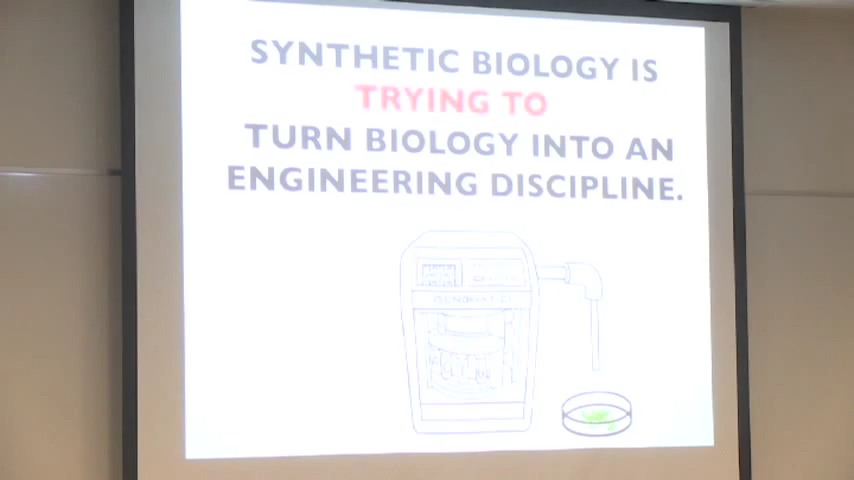 SYNTHETIC BIOLOGY IS
TRYING TO
TURN BIOLOGY INTO AN
ENGINEERING DISCIPLINE.